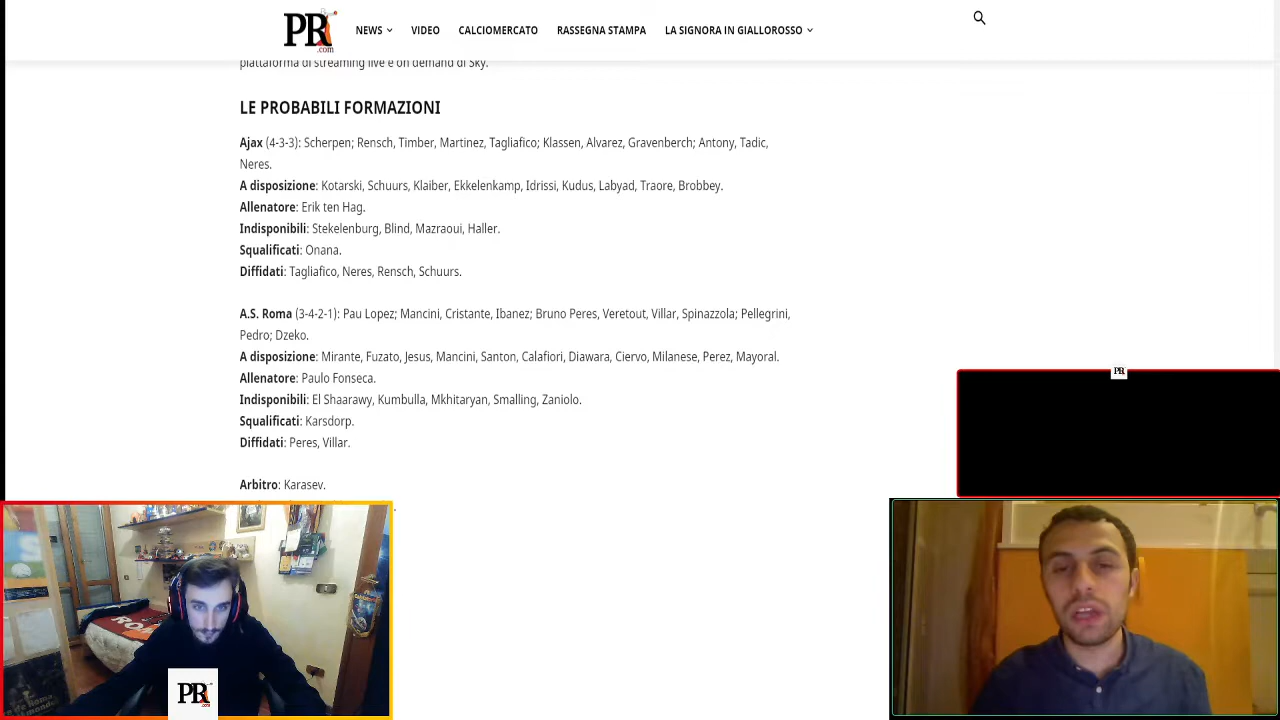 PR
.com
NEWS
VIDEO
CALCIOMERCATO
RASSEGNA STAMPA
LA SIGNORA IN GIALLOROSSO
piattaforma di streaming live e on demand di Sky.
LE PROBABILI FORMAZIONI
Ajax (4-3-3): Scherpen; Rensch, Timber, Martinez, Tagliafico; Klassen, Alvarez, Gravenberch; Antony, Tadic,
Neres.
A disposizione: Kotarski, Schuurs, Klaiber, Ekkelenkamp, Idrissi, Kudus, Labyad, Traore, Brobbey.
Allenatore: Erik ten Hag.
Indisponibili: Stekelenburg, Blind, Mazraoui, Haller.
Squalificati: Onana.
Diffidati: Tagliafico, Neres, Rensch, Schuurs.
A.S. Roma (3-4-2-1): Pau Lopez; Mancini, Cristante, Ibanez; Bruno Peres, Veretout, Villar, Spinazzola; Pellegrini,
Pedro; Dzeko.
A disposizione: Mirante, Fuzato, Jesus, Mancini, Santon, Calafiori, Diawara, Ciervo, Milanese, Perez, Mayoral.
Allenatore: Paulo Fonseca.
Indisponibili: El Shaarawy, Kumbulla, Mkhitaryan, Smalling, Zaniolo.
Squalificati: Karsdorp.
Diffidati: Peres, Villar.
Arbitro: Karasev.
PR
PR
.com